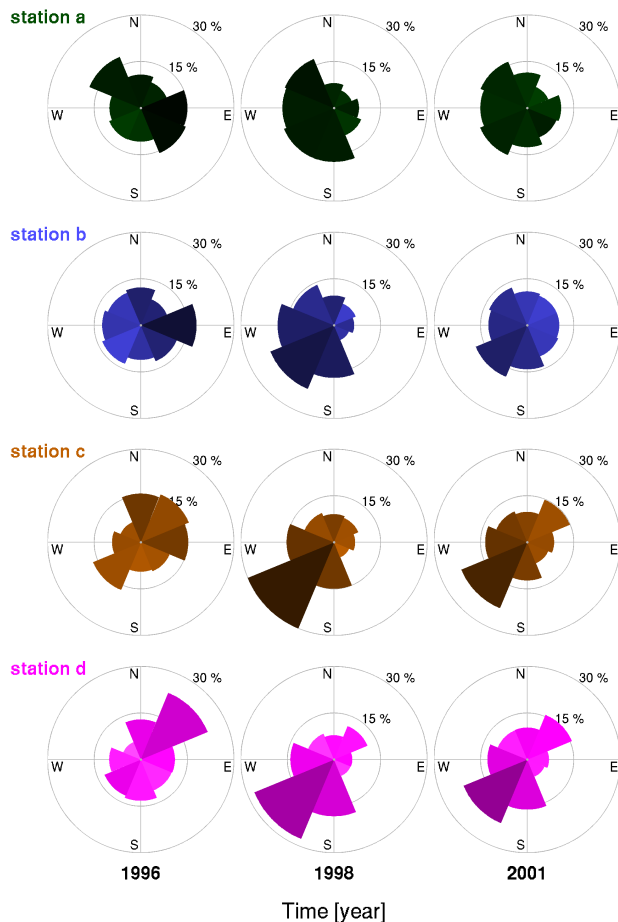 station a
N N N
30 % 30 % 30 %
15 % 15 % 15 %
W E W E W E
S S S
station b
N N N
30 % 30 % 30 %
15 % 15 % 15 %
W E W E W E
S S S
station c
N N N
30 % 30 % 30 %
15 % 15 % 15 %
W E W E W E
S S S
station d
N N N
30 % 30 % 30 %
15 % 15 % 15 %
W E W E W E
S S S
1996 1998 2001
Time [year]